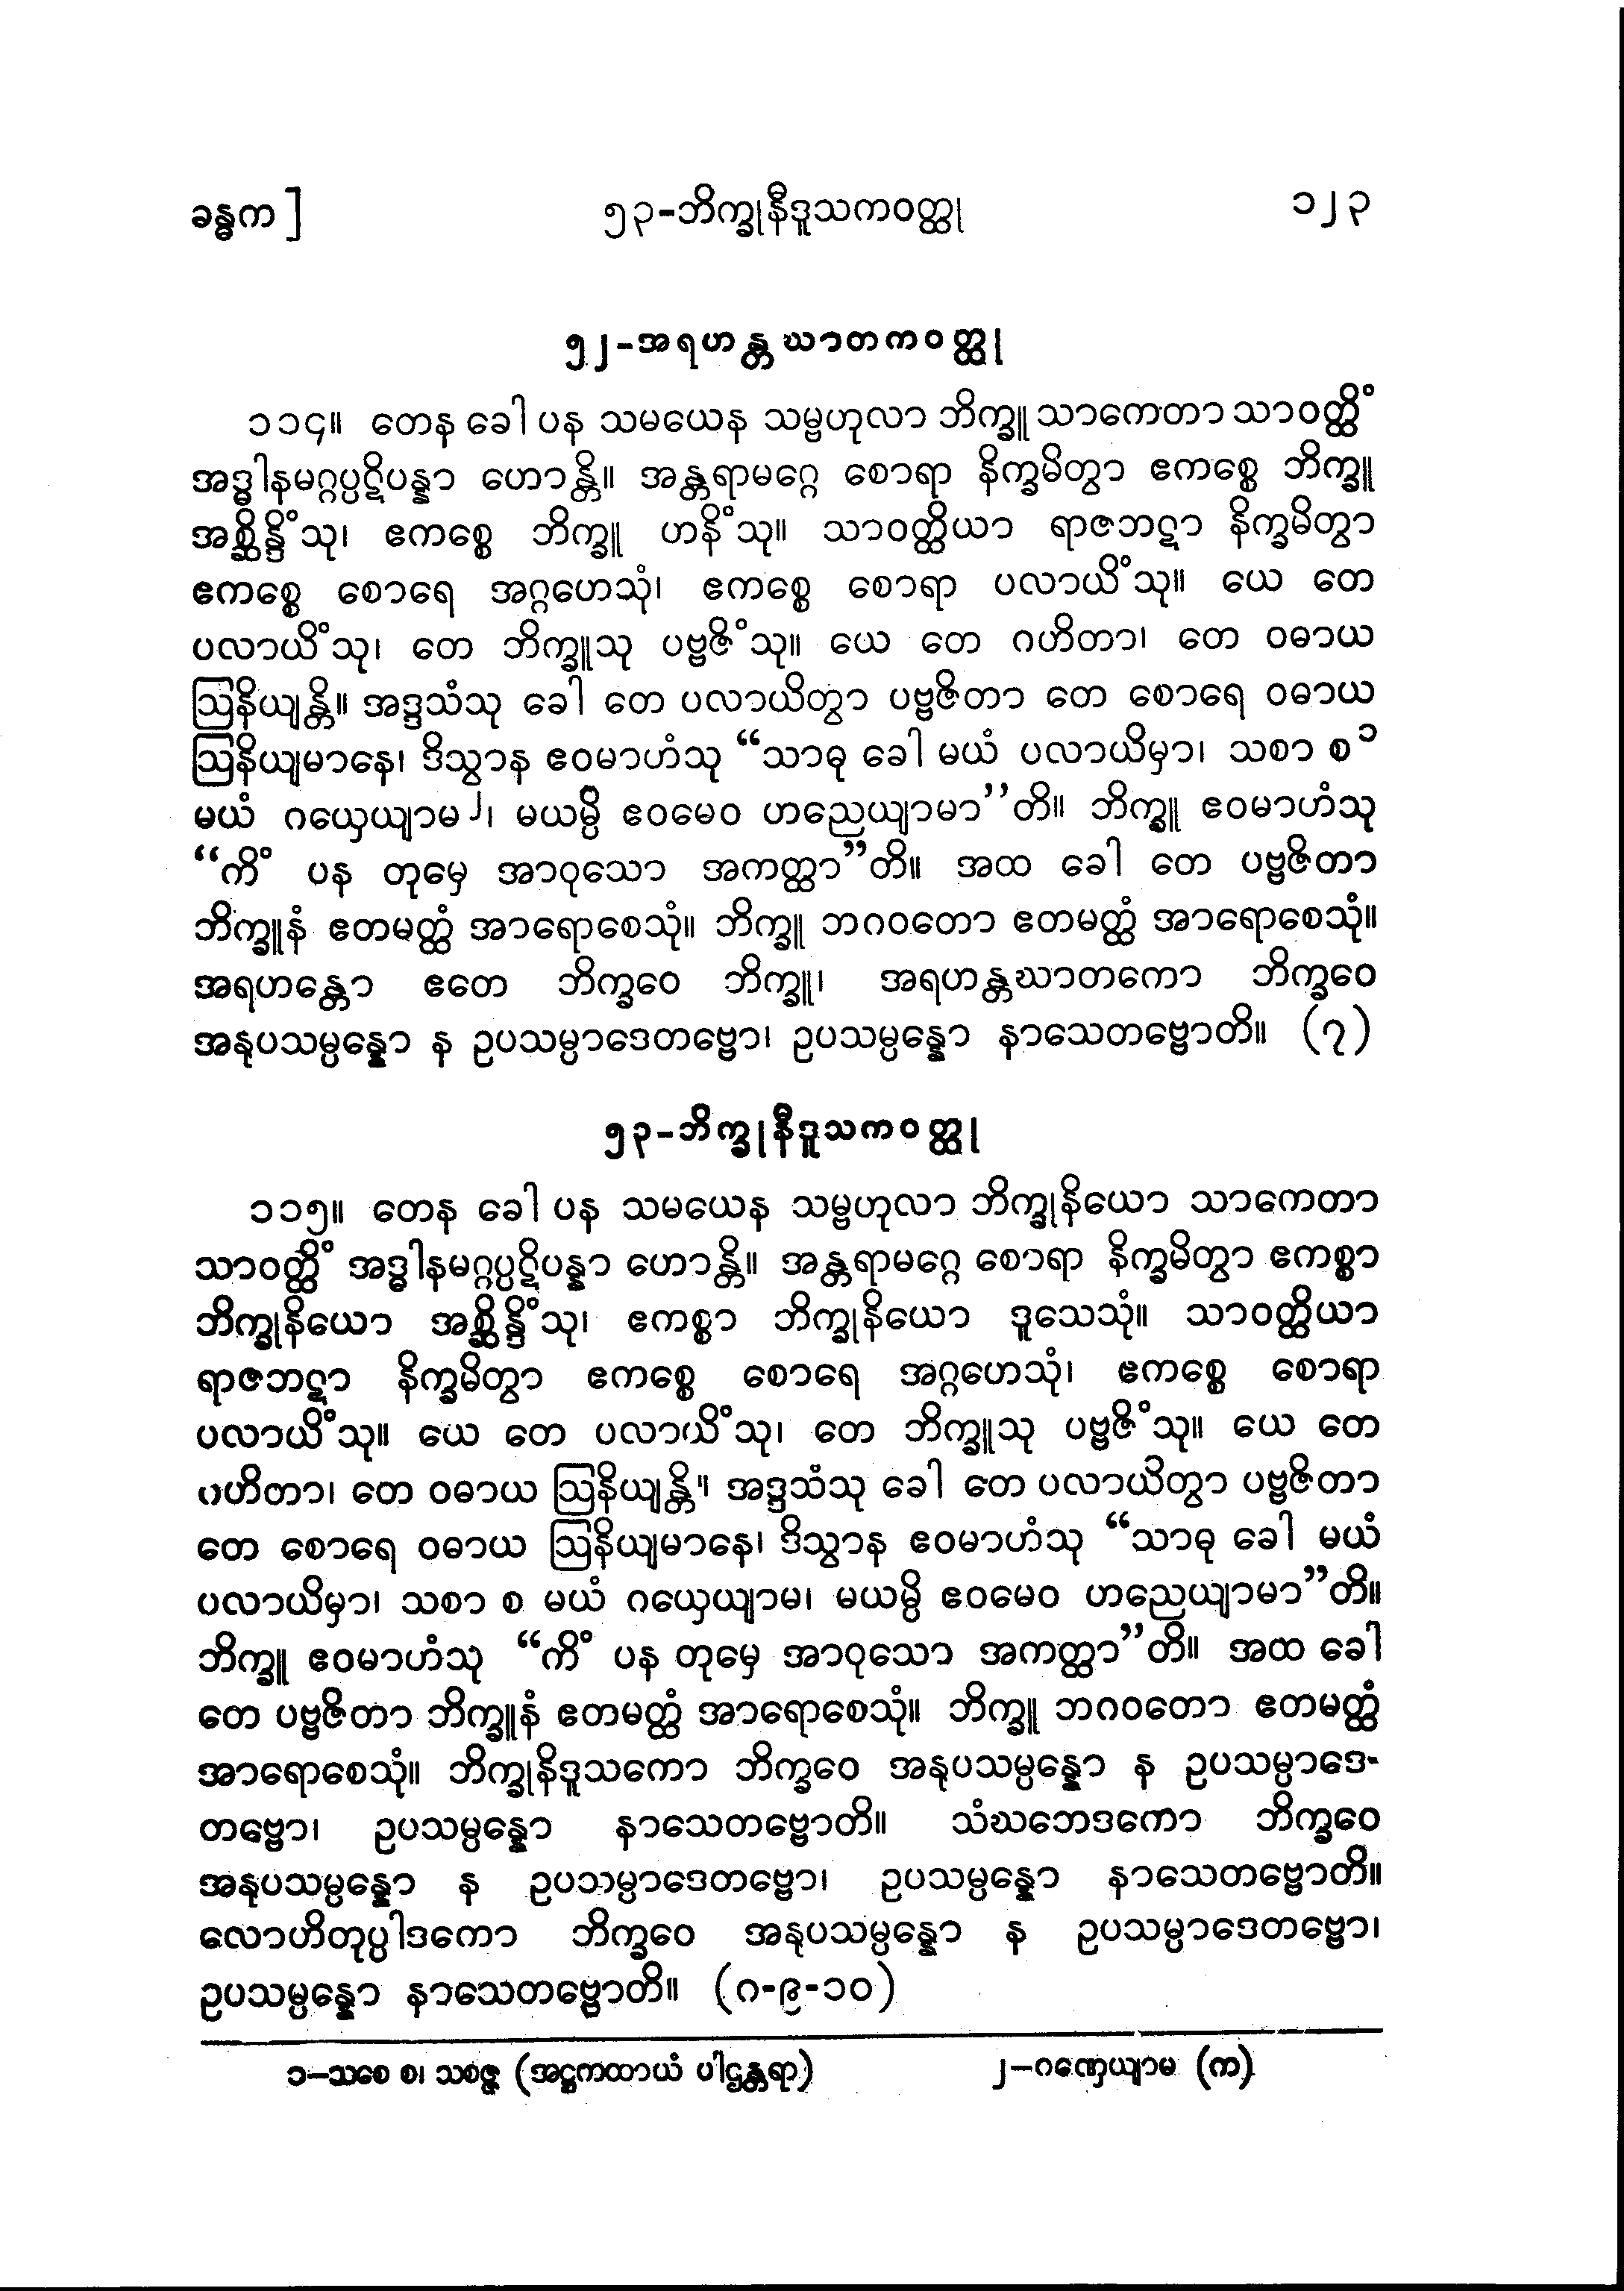 ခန္ဓက ] ၅၃-ဘိက္ခုနီဒူသကဝတ္ထု ၁၂၃
၅၂-အရဟန္တဃာတကဝတ္ထု
၁၁၄။ တေန ခေါ ပန သမယေန သမ္ဗဟုလာ ဘိက္ခူ သာကေတာ သာဝတ္ထိံ
အဒ္ဓါနမဂ္ဂပ္ပဋိပန္နာ ဟောန္တိ။ အန္တရာမဂ္ဂေ စောရာ နိက္ခမိတွာ ဧကစ္စေ ဘိက္ခူ
အစ္ဆိန္ဒိံသု၊ ဧကစ္စေ ဘိက္ခူ ဟနိံသု။ သာဝတ္ထိယာ ရာဇဘဋာ နိက္ခမိတွာ
ဧကစ္စေ စောရေ အဂ္ဂဟေသုံ၊ ဧကစ္စေ စောရာ ပလာယိံသု။ ယေ တေ
ပလာယိံသု၊ တေ ဘိက္ခူသု ပဗ္ဗဇိံသု။ ယေ တေ ဂဟိတာ၊ တေ ဝဓာယ
ဩနိယျန္တိ။ အဒ္ဒသံသု ခေါ တေ ပလာယိတွာ ပဗ္ဗဇိတာ တေ စောရေ ဝဓာယ
ဩနိယျမာနေ၊ ဒိသွာန ဧဝမာဟံသု “သာဓု ခေါ မယံ ပလာယိမှာ၊ သစာ စ ၁
မယံ ဂယှေယျာမ ၂၊ မယမ္ပိ ဧဝမေဝ ဟညေယျာမာ’’တိ။ ဘိက္ခူ ဧဝမာဟံသု
“ကိံ ပန တုမှေ အာဝုသော အကတ္ထာ”တိ။ အထ ခေါ တေ ပဗ္ဗဇိတာ
ဘိက္ခူနံ ဧတမတ္ထံ အာရောစေသုံ။ ဘိက္ခူ ဘဂဝတော ဧတမတ္ထံ အာရောစေသုံ။
အရဟန္တော ဧတေ ဘိက္ခဝေ ဘိက္ခူ၊ အရဟန္တဃာတကော ဘိက္ခဝေ
အနုပသမ္ပန္နော န ဥပသမ္ပာဒေတဗ္ဗော၊ ဥပသမ္ပန္နော နာသေတဗ္ဗောတိ။ (၇)
၅၃-ဘိက္ခုနီဒူသကဝတ္ထု
၁၁၅။ တေန ခေါ ပန သမယေန သမ္ဗဟုလာ ဘိက္ခုနိယော သာကေတာ
သာဝတ္ထိံ အဒ္ဓါနမဂ္ဂပ္ပဋိပန္နာ ဟောန္တိ။ အန္တရာမဂ္ဂေ စောရာ နိက္ခမိတွာ ဧကစ္စာ
ဘိက္ခုနိယော အစ္ဆိန္ဒိံသု၊ ဧကစ္စာ ဘိက္ခုနိယော ဒူသေသုံ။ သာဝတ္ထိယာ
ရာဇဘဋာ နိက္ခမိတွာ ဧကစ္စေ စောရေ အဂ္ဂဟေသုံ၊ ဧကစ္စေ စောရာ
ပလာယိံသု။ ယေ တေ ပလာယိံသု၊ တေ ဘိက္ခူသု ပဗ္ဗဇိံသု။ ယေ တေ
ဂဟိတာ၊ တေ ဝဓာယ ဩနိယျန္တိ။ အဒ္ဒသံသု ခေါ တေ ပလာယိတွာ ပဗ္ဗဇိတာ
တေ စောရေ ဝဓာယ ဩနိယျမာနေ၊ ဒိသွာန ဧဝမာဟံသု “သာဓု ခေါ မယံ
ပလာယိမှာ၊ သစာ စ မယံ ဂယှေယျာမ၊ မယမ္ပိ ဧဝမေဝ ဟညေယျာမာ”တိ။
ဘိက္ခူ ဧဝမာဟံသု “ကိံ ပန တုမှေ အာဝုသော အကတ္ထာ”တိ။ အထ ခေါ
တေ ပဗ္ဗဇိတာ ဘိက္ခူနံ ဧတမတ္ထံ အာရောစေသုံ။ ဘိက္ခူ ဘဂဝတော ဧတမတ္ထံ
အာရောစေသုံ။ ဘိက္ခုနိဒူသကော ဘိက္ခဝေ အနုပသမ္ပန္နော န ဥပသမ္ပာဒေ-
တဗ္ဗော၊ ဥပသမ္ပန္နော နာသေတဗ္ဗောတိ။ သံဃဘေဒကော ဘိက္ခဝေ
အနုပသမ္ပန္နော န ဥပသမ္ပာဒေတဗ္ဗော၊ ဥပသမ္ပန္နော နာသေတဗ္ဗောတိ။
လောဟိတုပ္ပါဒကော ဘိက္ခဝေ အနုပသမ္ပန္နော န ဥပသမ္ပာဒေတဗ္ဗော၊
ဥပသမ္ပန္နော နာသေတဗ္ဗောတိ။ (ဂ-၉-၁၀)
၁–သစေ စ၊ သစဇ္ဇ (အဋ္ဌကထာယံ ပါဌန္တရာ) ၂–ဂဏှေယျာမ (က)